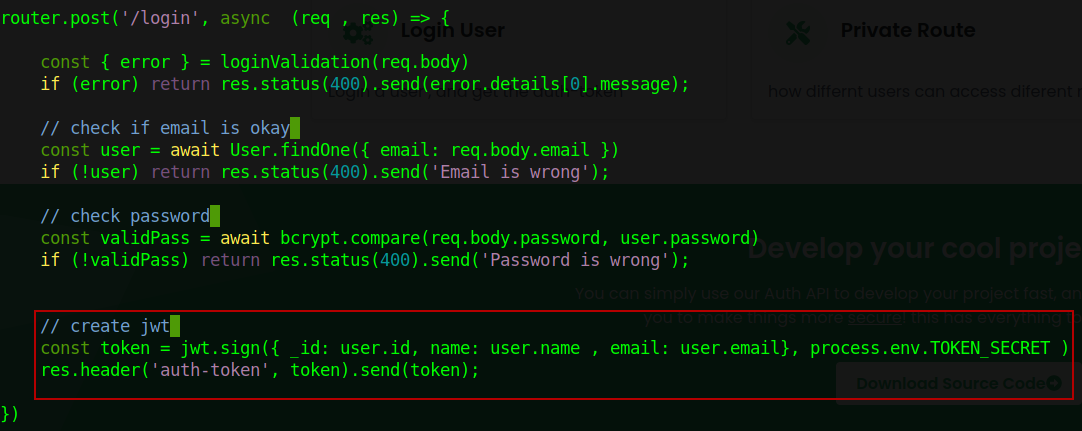 router.post('/login', async  (req , res) => {
Login User
Private Route
const { error } = loginValidation(req.body)
if (error) return res.status(400).send(error.details[0].message);
how differnt users can access diferent
// check if email is okay
const user = await User.findOne({ email: req.body.email })
if (!user) return res.status(400).send('Email is wrong');
// check password
const validPass = await bcrypt.compare(req.body.password, user.password)
if (!validPass) return res.status(400).send('Password is wrong');
Develop your cool proje
You can simply use our Auth API to develop your project fast, an
you to make things more secure! this has everything to
// create jwt
const token = jwt.sign({ _id: user.id, name: user.name , email: user.email}, process.env.TOKEN_SECRET )
res.header('auth-token', token).send(token);
Download Source Code
})